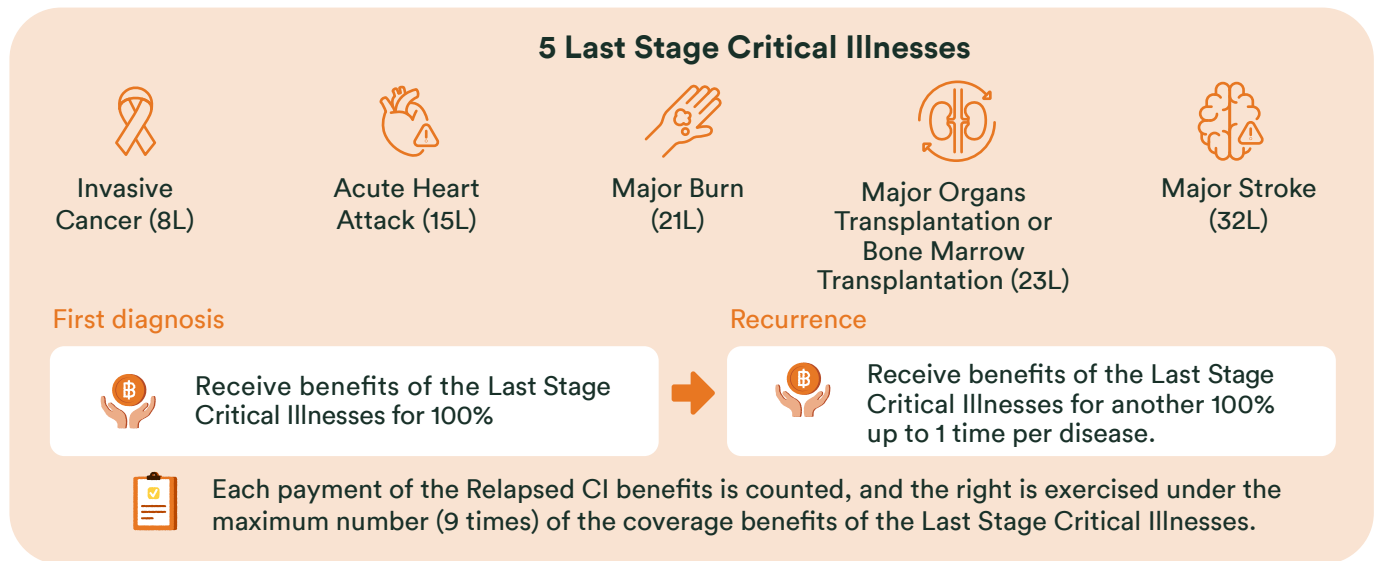 5 Last Stage Critical Illnesses
Invasive
Cancer (8L)
Acute Heart
Attack (15L)
Major Burn
(21L)
Major Organs
Transplantation or
Bone Marrow
Transplantation (23L)
Major Stroke
(32L)
First diagnosis
฿
Receive benefits of the Last Stage
Critical Illnesses for 100%
Recurrence
฿
Receive benefits of the Last Stage
Critical Illnesses for another 100%
up to 1 time per disease.
Each payment of the Relapsed CI benefits is counted, and the right is exercised under the
maximum number (9 times) of the coverage benefits of the Last Stage Critical Illnesses.